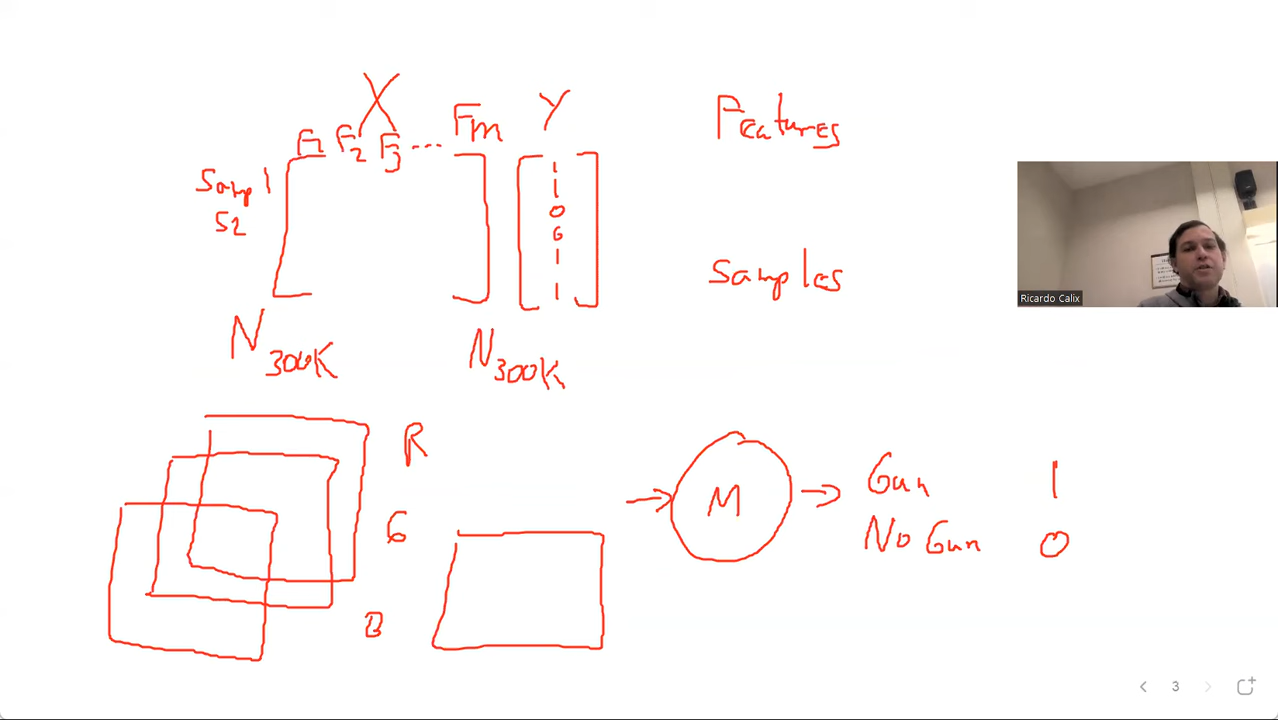 X
Y
F1 F2 F3 ... Fm
Features
Samp 1
S2
1
1
0
0
1
1
Samples
N 300K
N 300K
R
G
B
M
Gun 1
No Gun 0
Ricardo Calix
3